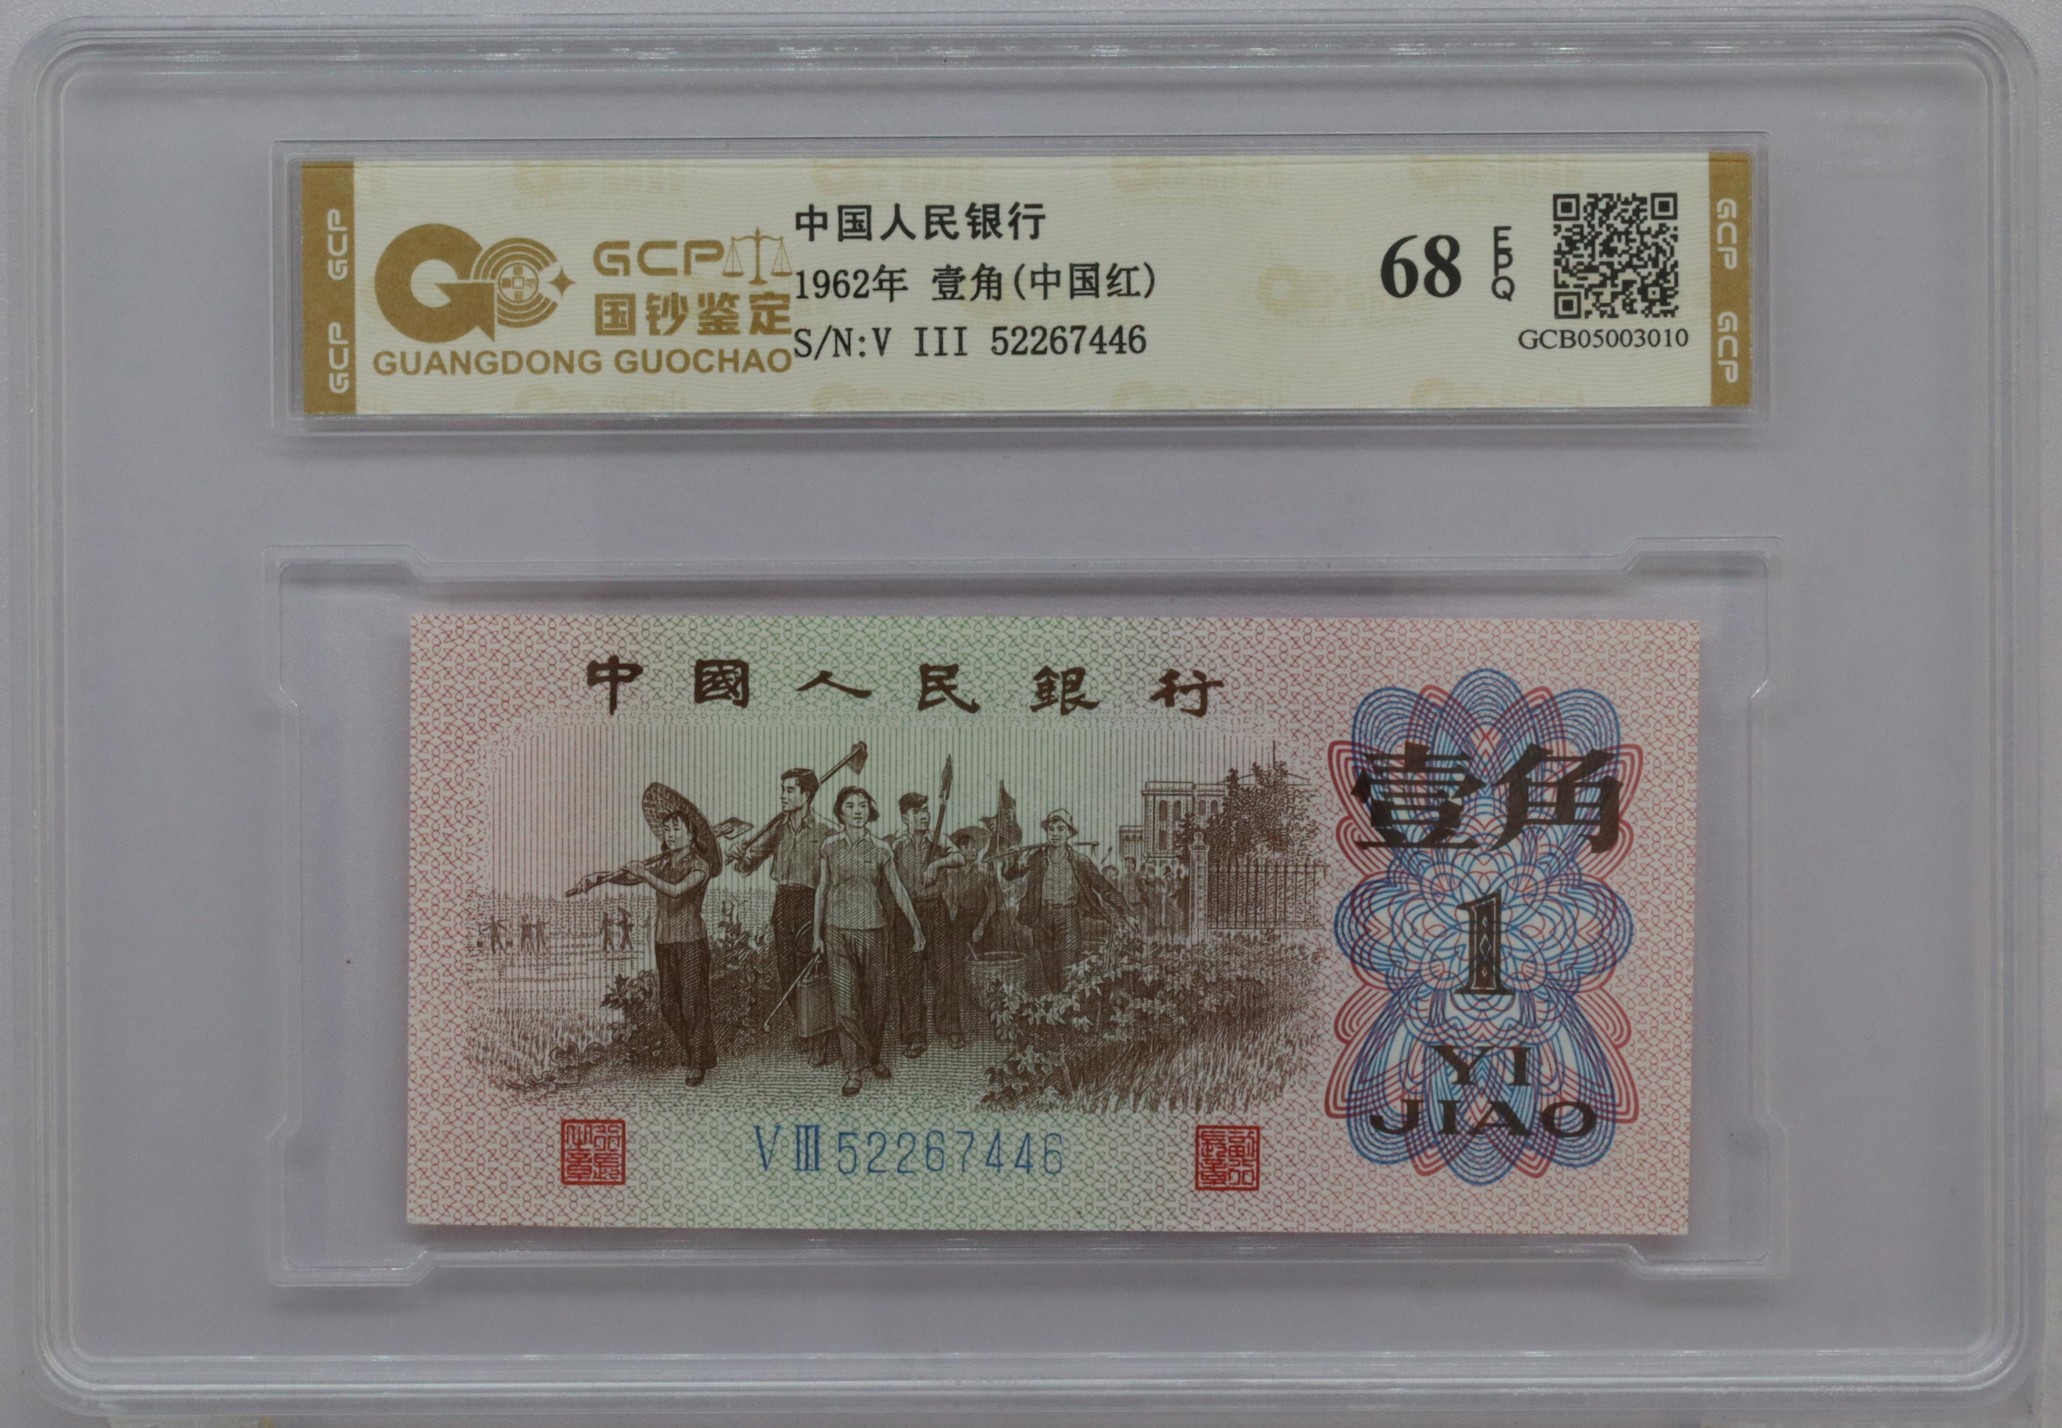 GCP
GCP
GCP
国钞鉴定
GUANGDONG GUOCHAO
中国人民银行
1962年 壹角(中国红)
S/N:V III 52267446
68
EPQ
GCB05003010
GCP
GCP
中國人民銀行
壹角
1
YI
JIAO
VIII52267446